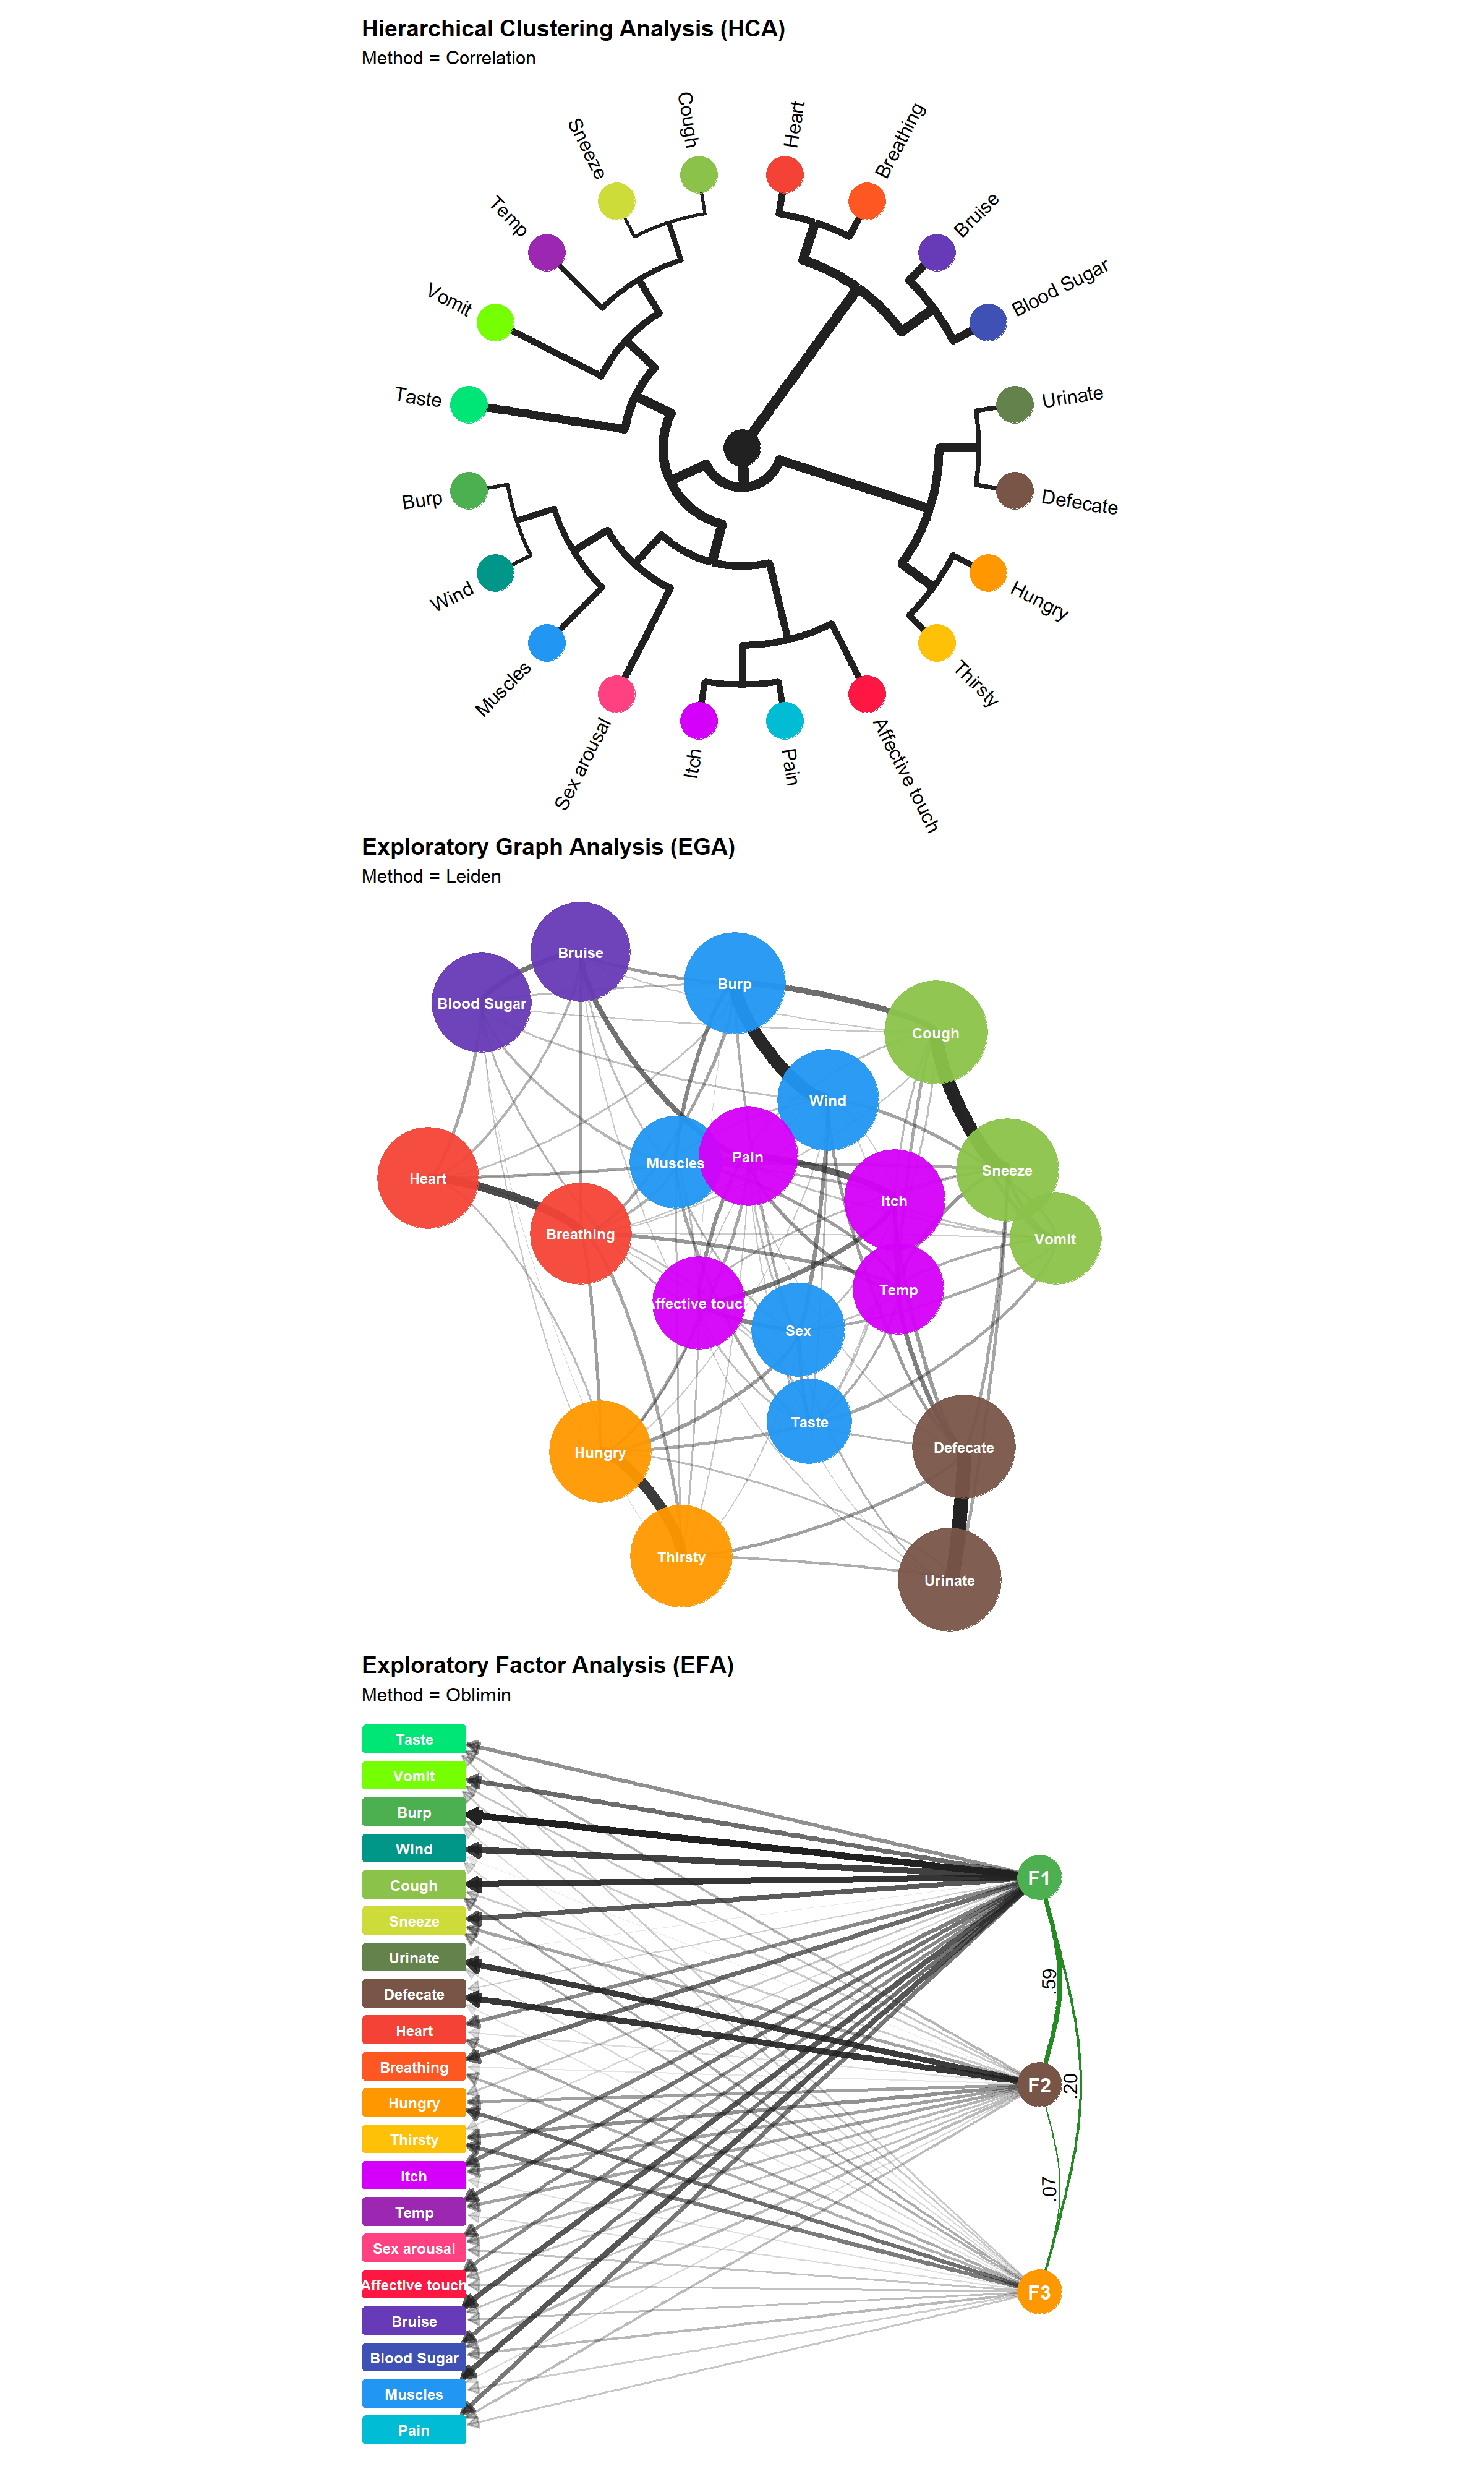 Hierarchical Clustering Analysis (HCA)
Method = Correlation
Cough
Heart
Sneeze
Breathing
Temp
Bruise
Vomit
Blood Sugar
Taste
Urinate
Burp
Defecate
Wind
Hungry
Muscles
Thirsty
Sex arousal
Itch
Pain
Affective touch
Exploratory Graph Analysis (EGA)
Method = Leiden
Bruise
Burp
Blood Sugar
Cough
Wind
Pain
Muscles
Sneeze
Heart
Itch
Breathing
Vomit
Temp
Affective touch
Sex
Taste
Defecate
Hungry
Thirsty
Urinate
Exploratory Factor Analysis (EFA)
Method = Oblimin
Taste
Vomit
Burp
Wind
F1
Cough
Sneeze
Urinate
.59
Defecate
Heart
Breathing
F2
.20
Hungry
Thirsty
Itch
.07
Temp
Sex arousal
Affective touch
F3
Bruise
Blood Sugar
Muscles
Pain